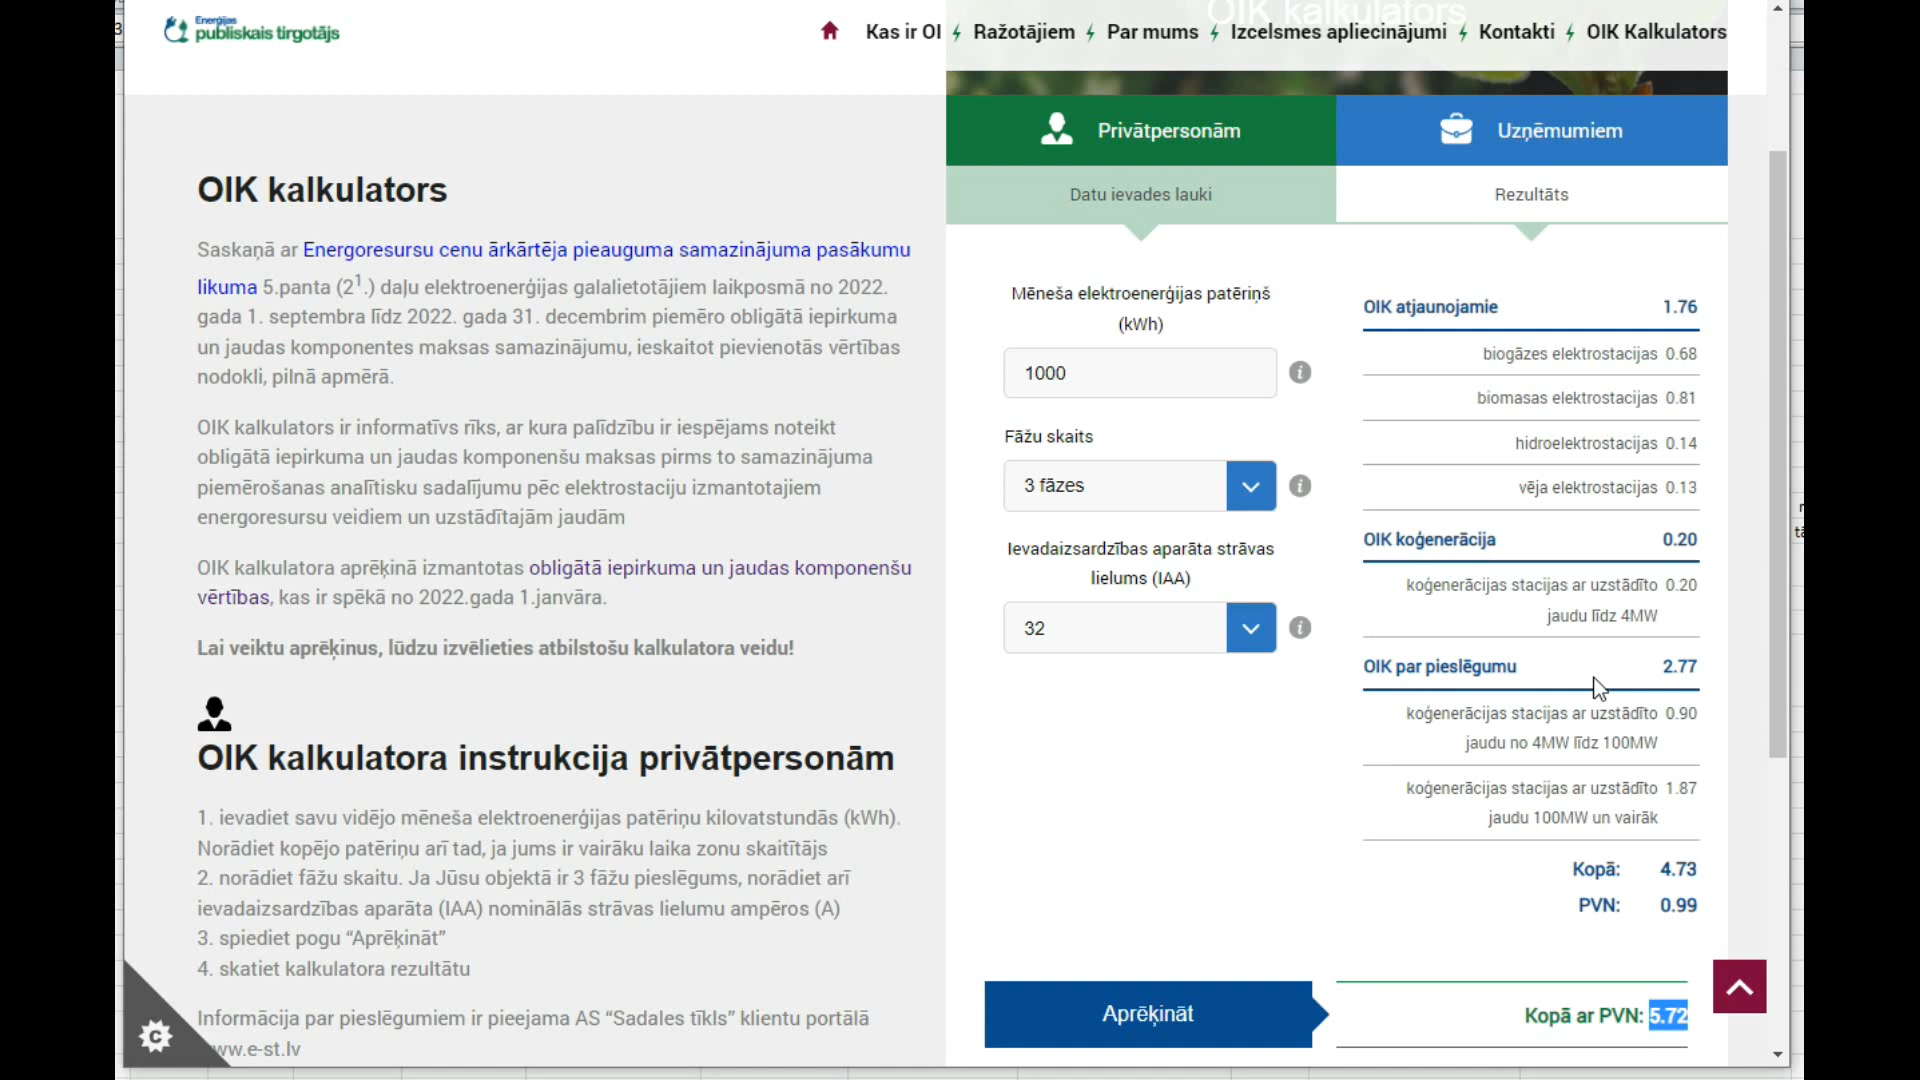 Enerģijas
publiskais tirgotājs
OIK kalkulators
Kas ir OI
Ražotājiem
Par mums
Izcelsmes apliecinājumi
Kontakti
OIK Kalkulators
Privātpersonām
Uzņēmumiem
Datu ievades lauki
Rezultāts
OIK kalkulators
Saskaņā ar Energoresursu cenu ārkārtēja pieauguma samazinājuma pasākumu
likuma 5.panta (2¹.) daļu elektroenerģijas galalietotājiem laikposmā no 2022.
gada 1. septembra līdz 2022. gada 31. decembrim piemēro obligātā iepirkuma
un jaudas komponentes maksas samazinājumu, ieskaitot pievienotās vērtības
nodokli, pilnā apmērā.
OIK kalkulators ir informatīvs rīks, ar kura palīdzību ir iespējams noteikt
obligātā iepirkuma un jaudas komponenšu maksas pirms to samazinājuma
piemērošanas analītisku sadalījumu pēc elektrostaciju izmantotajiem
energoresursu veidiem un uzstādītajām jaudām
OIK kalkulatora aprēķinā izmantotas obligātā iepirkuma un jaudas komponenšu
vērtības, kas ir spēkā no 2022.gada 1.janvāra.
Lai veiktu aprēķinus, lūdzu izvēlieties atbilstošu kalkulatora veidu!
OIK kalkulatora instrukcija privātpersonām
1. ievadiet savu vidējo mēneša elektroenerģijas patēriņu kilovatstundās (kWh).
Norādiet kopējo patēriņu arī tad, ja jums ir vairāku laika zonu skaitītājs
2. norādiet fāžu skaitu. Ja Jūsu objektā ir 3 fāžu pieslēgums, norādiet arī
ievadaizsardzības aparāta (IAA) nominālās strāvas lielumu ampēros (A)
3. spiediet pogu “Aprēķināt”
4. skatiet kalkulatora rezultātu
Informācija par pieslēgumiem ir pieejama AS “Sadales tīkls” klientu portālā
ww.e-st.lv
Mēneša elektroenerģijas patēriņš
(kWh)
1000
Fāžu skaits
3 fāzes
Ievadaizsardzības aparāta strāvas
lielums (IAA)
32
Aprēķināt
OIK atjaunojamie 1.76
biogāzes elektrostacijas 0.68
biomasas elektrostacijas 0.81
hidroelektrostacijas 0.14
vēja elektrostacijas 0.13
OIK koģenerācija 0.20
koģenerācijas stacijas ar uzstādīto 0.20
jaudu līdz 4MW
OIK par pieslēgumu 2.77
koģenerācijas stacijas ar uzstādīto 0.90
jaudu no 4MW līdz 100MW
koģenerācijas stacijas ar uzstādīto 1.87
jaudu 100MW un vairāk
Kopā: 4.73
PVN: 0.99
Kopā ar PVN: 5.72